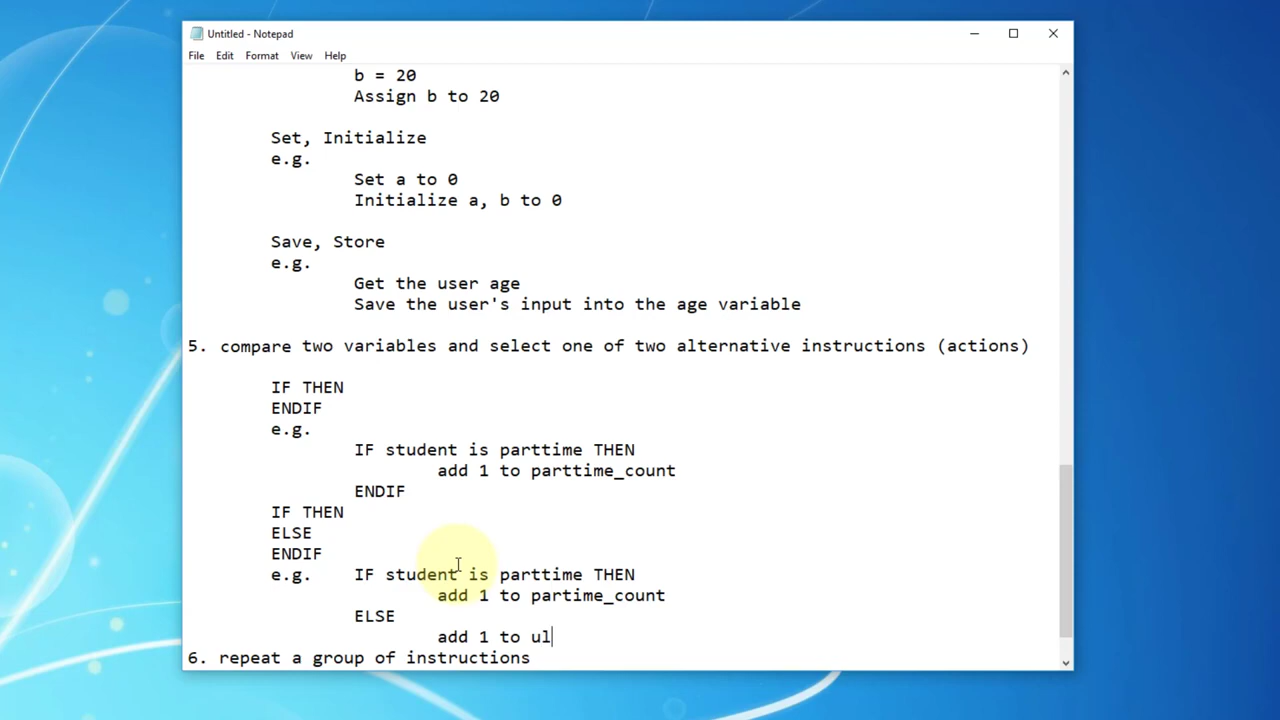 Untitled - Notepad
File Edit Format View Help
b = 20
Assign b to 20
Set, Initialize
e.g.
Set a to 0
Initialize a, b to 0
Save, Store
e.g.
Get the user age
Save the user's input into the age variable
5. compare two variables and select one of two alternative instructions (actions)
IF THEN
ENDIF
e.g.
IF student is parttime THEN
add 1 to parttime_count
ENDIF
IF THEN
ELSE
ENDIF
e.g. IF student is parttime THEN
add 1 to partime_count
ELSE
add 1 to ul
6. repeat a group of instructions